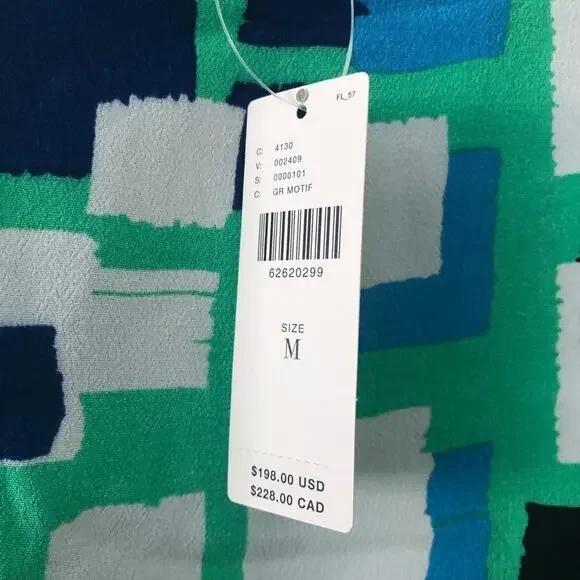 FL_57
C: 4130
V: 002409
S: 0000101
C: GR MOTIF
62620299
SIZE
M
$198.00 USD
$228.00 CAD